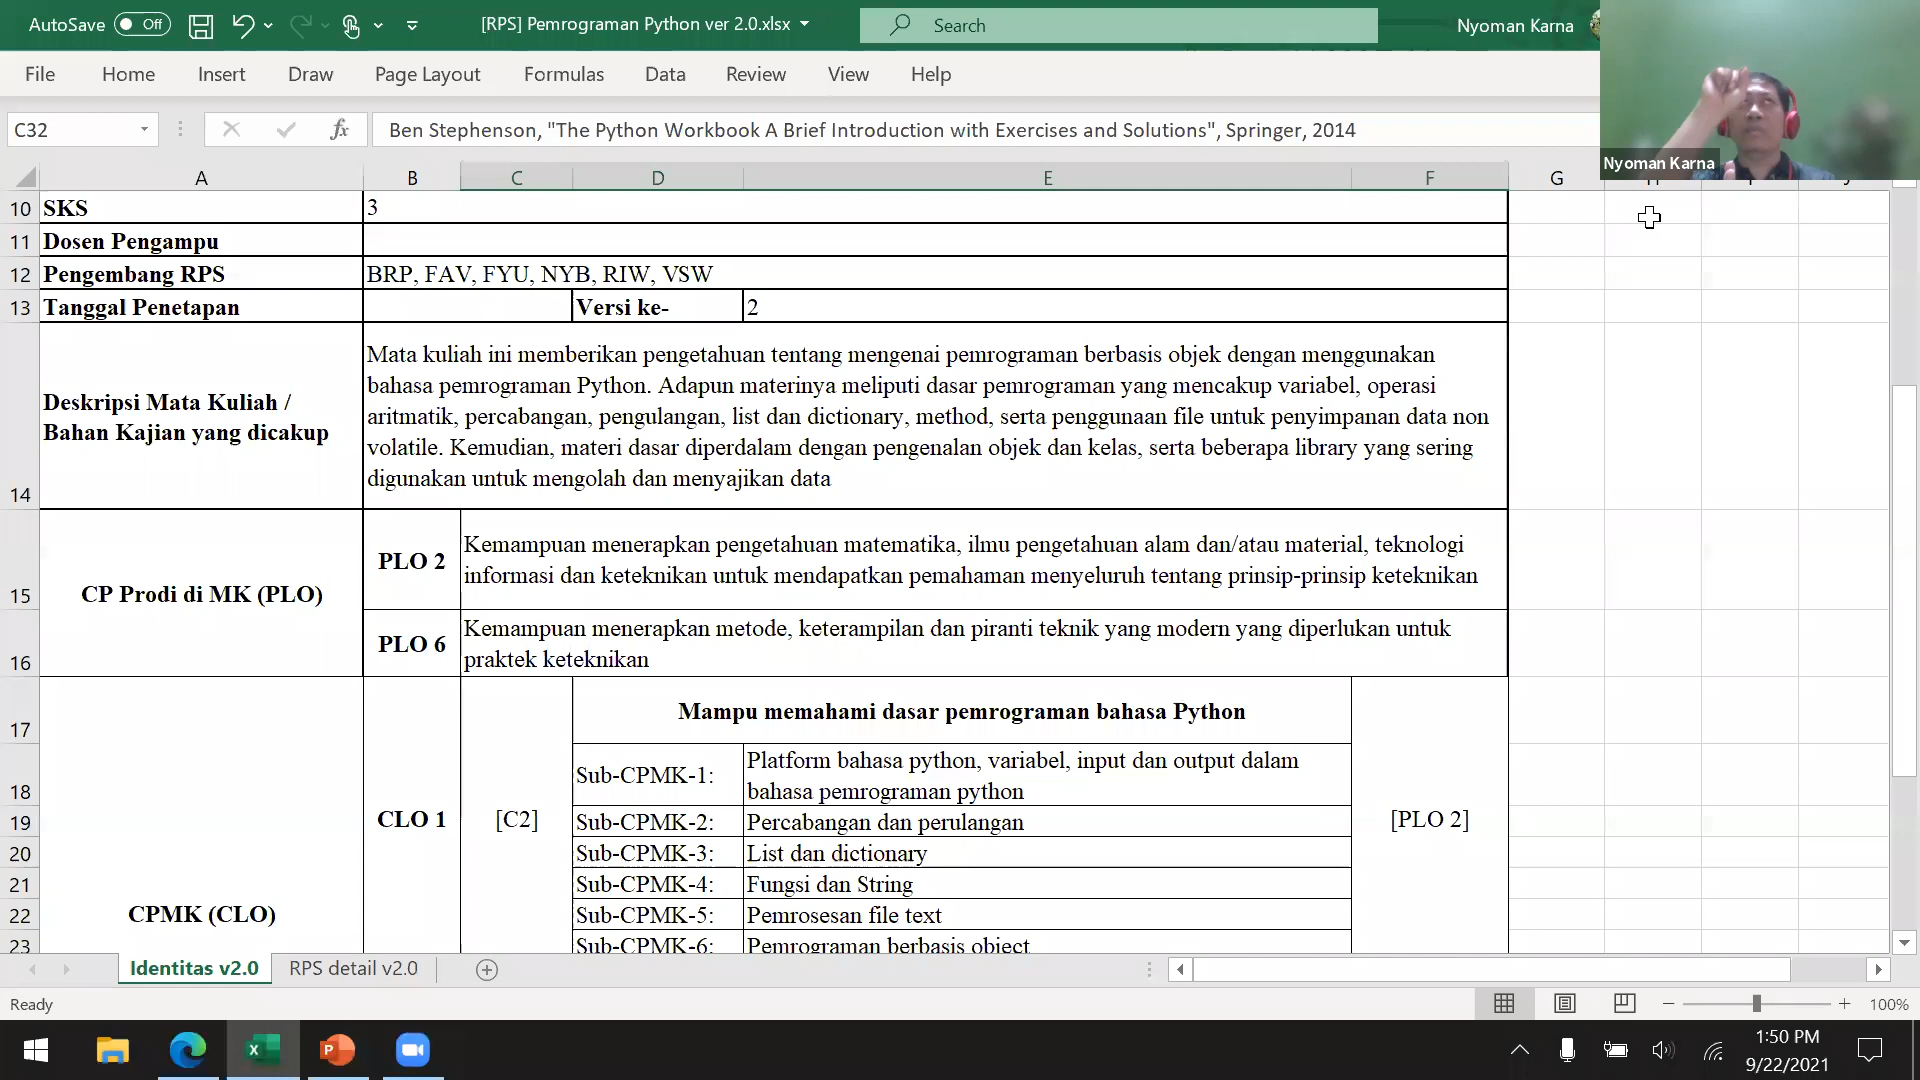 AutoSave Off [RPS] Pemrograman Python ver 2.0.xlsx Search Nyoman Karna
File Home Insert Draw Page Layout Formulas Data Review View Help
C32 fx Ben Stephenson, "The Python Workbook A Brief Introduction with Exercises and Solutions", Springer, 2014
Nyoman Karna
A B C D E F G
10 SKS 3
11 Dosen Pengampu
12 Pengembang RPS BRP, FAV, FYU, NYB, RIW, VSW
13 Tanggal Penetapan Versi ke- 2
14 Deskripsi Mata Kuliah /
Bahan Kajian yang dicakup
Mata kuliah ini memberikan pengetahuan tentang mengenai pemrograman berbasis objek dengan menggunakan
bahasa pemrograman Python. Adapun materinya meliputi dasar pemrograman yang mencakup variabel, operasi
aritmatik, percabangan, pengulangan, list dan dictionary, method, serta penggunaan file untuk penyimpanan data non
volatile. Kemudian, materi dasar diperdalam dengan pengenalan objek dan kelas, serta beberapa library yang sering
digunakan untuk mengolah dan menyajikan data
CP Prodi di MK (PLO)
15 PLO 2 Kemampuan menerapkan pengetahuan matematika, ilmu pengetahuan alam dan/atau material, teknologi
informasi dan keteknikan untuk mendapatkan pemahaman menyeluruh tentang prinsip-prinsip keteknikan
16 PLO 6 Kemampuan menerapkan metode, keterampilan dan piranti teknik yang modern yang diperlukan untuk
praktek keteknikan
CPMK (CLO)
CLO 1 [C2] [PLO 2]
17 Mampu memahami dasar pemrograman bahasa Python
18 Sub-CPMK-1: Platform bahasa python, variabel, input dan output dalam
bahasa pemrograman python
19 Sub-CPMK-2: Percabangan dan perulangan
20 Sub-CPMK-3: List dan dictionary
21 Sub-CPMK-4: Fungsi dan String
22 Sub-CPMK-5: Pemrosesan file text
23 Sub-CPMK-6: Pemrograman berbasis object
Identitas v2.0 RPS detail v2.0
Ready 100%
1:50 PM
9/22/2021